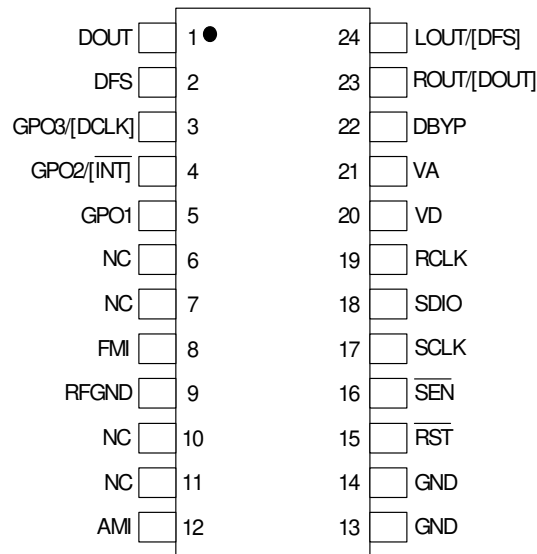 DOUT 1 24 LOUT/[DFS]
DFS 2 23 ROUT/[DOUT]
GPO3/[DCLK] 3 22 DBYP
GPO2/[INT] 4 21 VA
GPO1 5 20 VD
NC 6 19 RCLK
NC 7 18 SDIO
FMI 8 17 SCLK
RFGND 9 16 SEN
NC 10 15 RST
NC 11 14 GND
AMI 12 13 GND